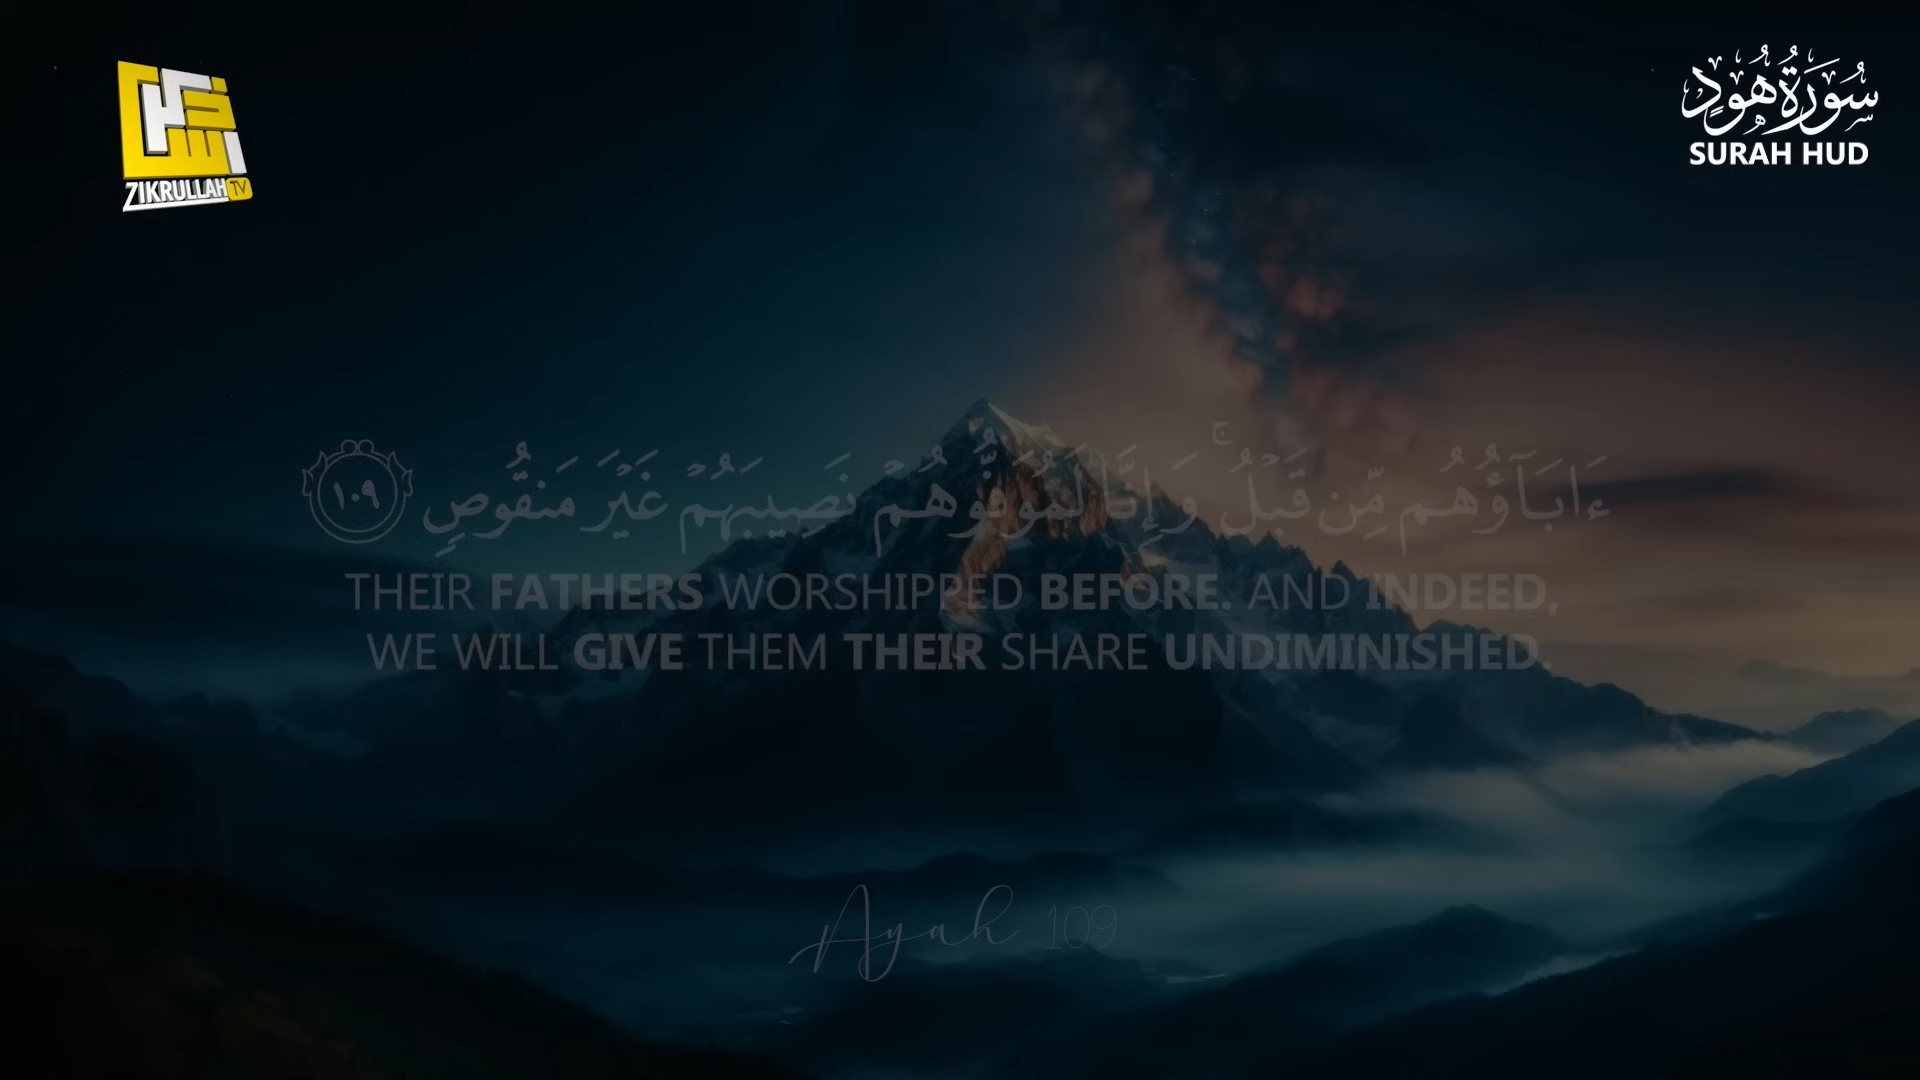 ZIKRULLAH TV
سُورَةُ هُودٍ
SURAH HUD
ءَابَآؤُهُم مِّن قَبْلُ ۚ وَإِنَّا لَمُوَفُّوهُمْ نَصِيبَهُمْ غَيْرَ مَنقُوصٍ ١٠٩
THEIR FATHERS WORSHIPPED BEFORE. AND INDEED,
WE WILL GIVE THEM THEIR SHARE UNDIMINISHED.
Ayah 109